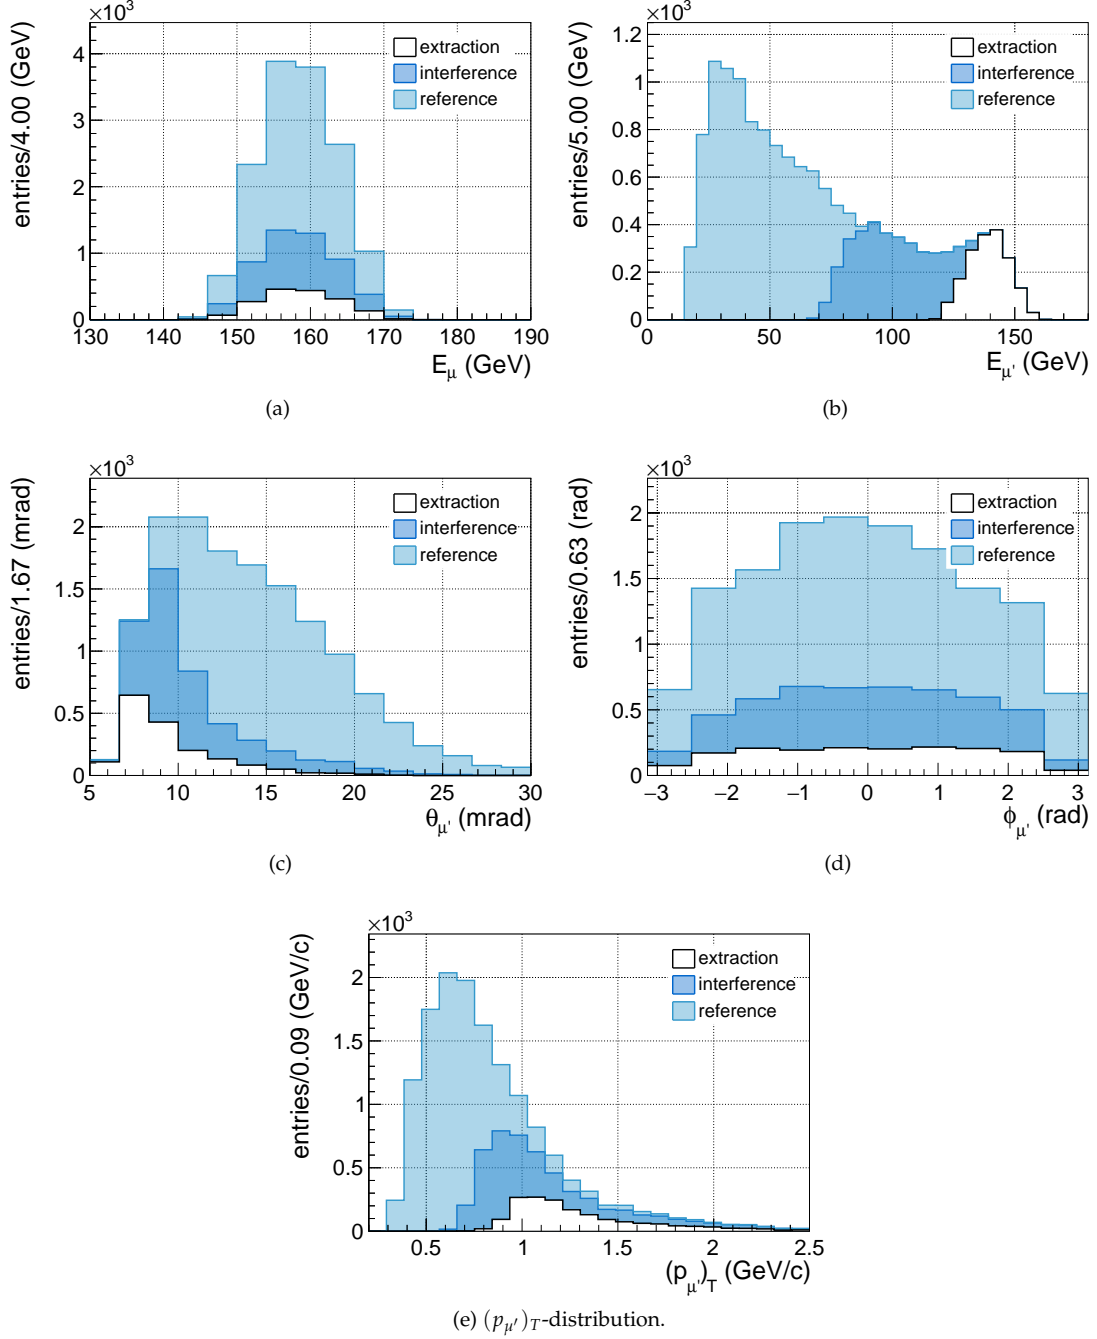 ×10³
entries/4.00 (GeV)
4
3
2
1
0
extraction
interference
reference
130 140 150 160 170 180 190
E_μ (GeV)
(a)
×10³
entries/5.00 (GeV)
1.2
1
0.8
0.6
0.4
0.2
0
extraction
interference
reference
0 50 100 150
E_μ' (GeV)
(b)
×10³
entries/1.67 (mrad)
2
1.5
1
0.5
0
extraction
interference
reference
5 10 15 20 25 30
θ_μ' (mrad)
(c)
×10³
entries/0.63 (rad)
2
1.5
1
0.5
0
extraction
interference
reference
−3 −2 −1 0 1 2 3
ϕ_μ' (rad)
(d)
×10³
entries/0.09 (GeV/c)
2
1.5
1
0.5
0
extraction
interference
reference
0.5 1 1.5 2 2.5
(p_μ')_T (GeV/c)
(e) (p_μ')_T-distribution.